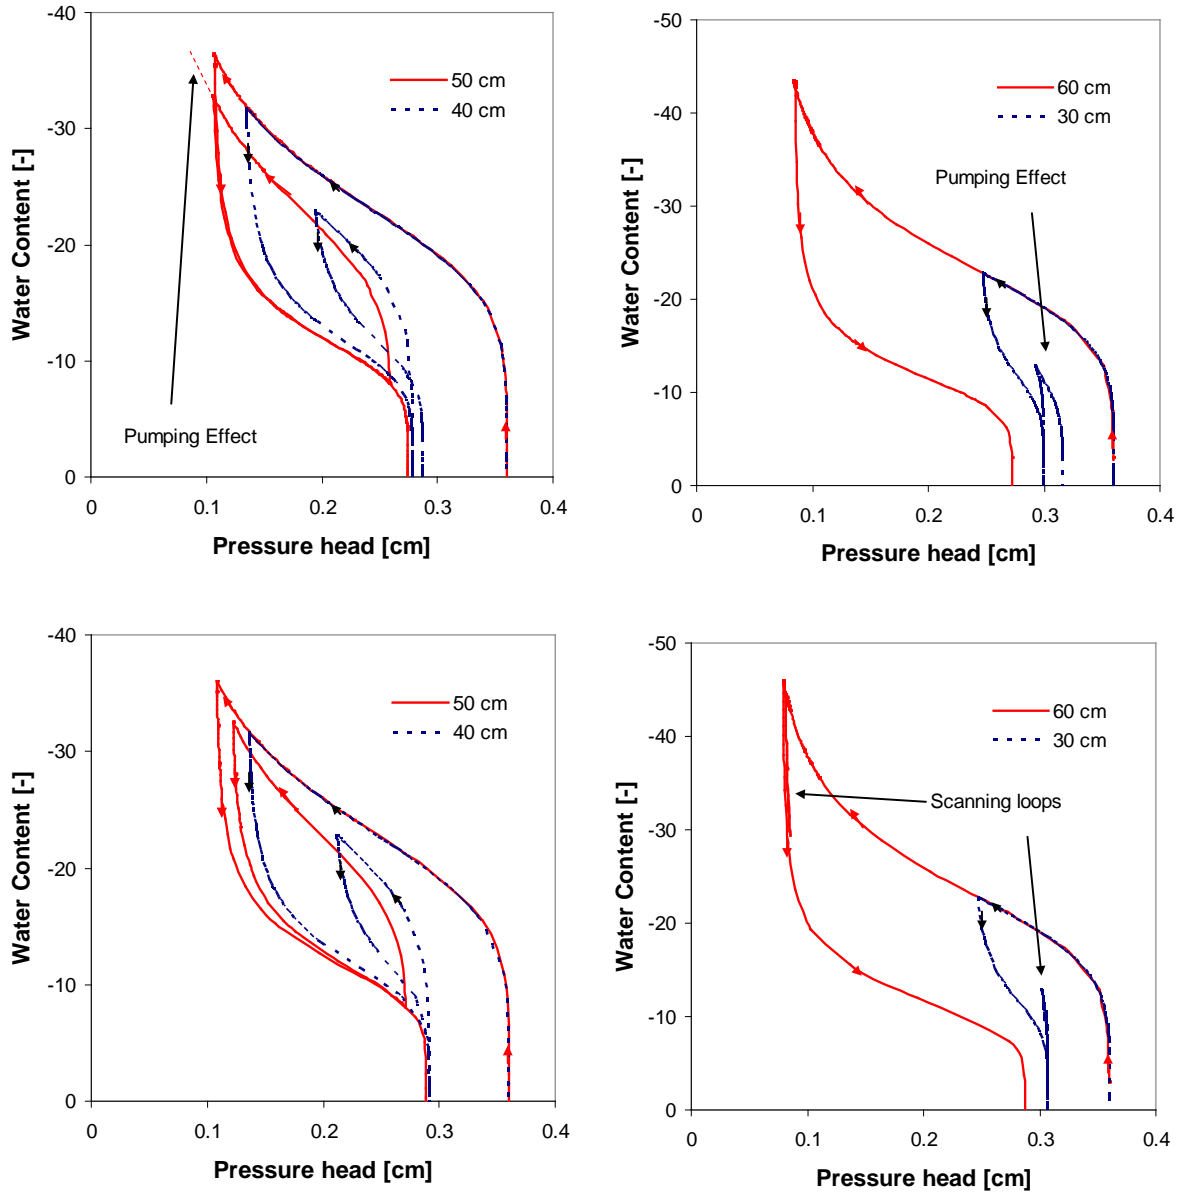 -40
-30
-20
-10
0
0
0.1
0.2
0.3
0.4
Water Content [-]
Pressure head [cm]
50 cm
40 cm
Pumping Effect
-50
-40
-30
-20
-10
0
0
0.1
0.2
0.3
0.4
Water Content [-]
Pressure head [cm]
60 cm
30 cm
Pumping Effect
-40
-30
-20
-10
0
0
0.1
0.2
0.3
0.4
Water Content [-]
Pressure head [cm]
50 cm
40 cm
-50
-40
-30
-20
-10
0
0
0.1
0.2
0.3
0.4
Water Content [-]
Pressure head [cm]
60 cm
30 cm
Scanning loops